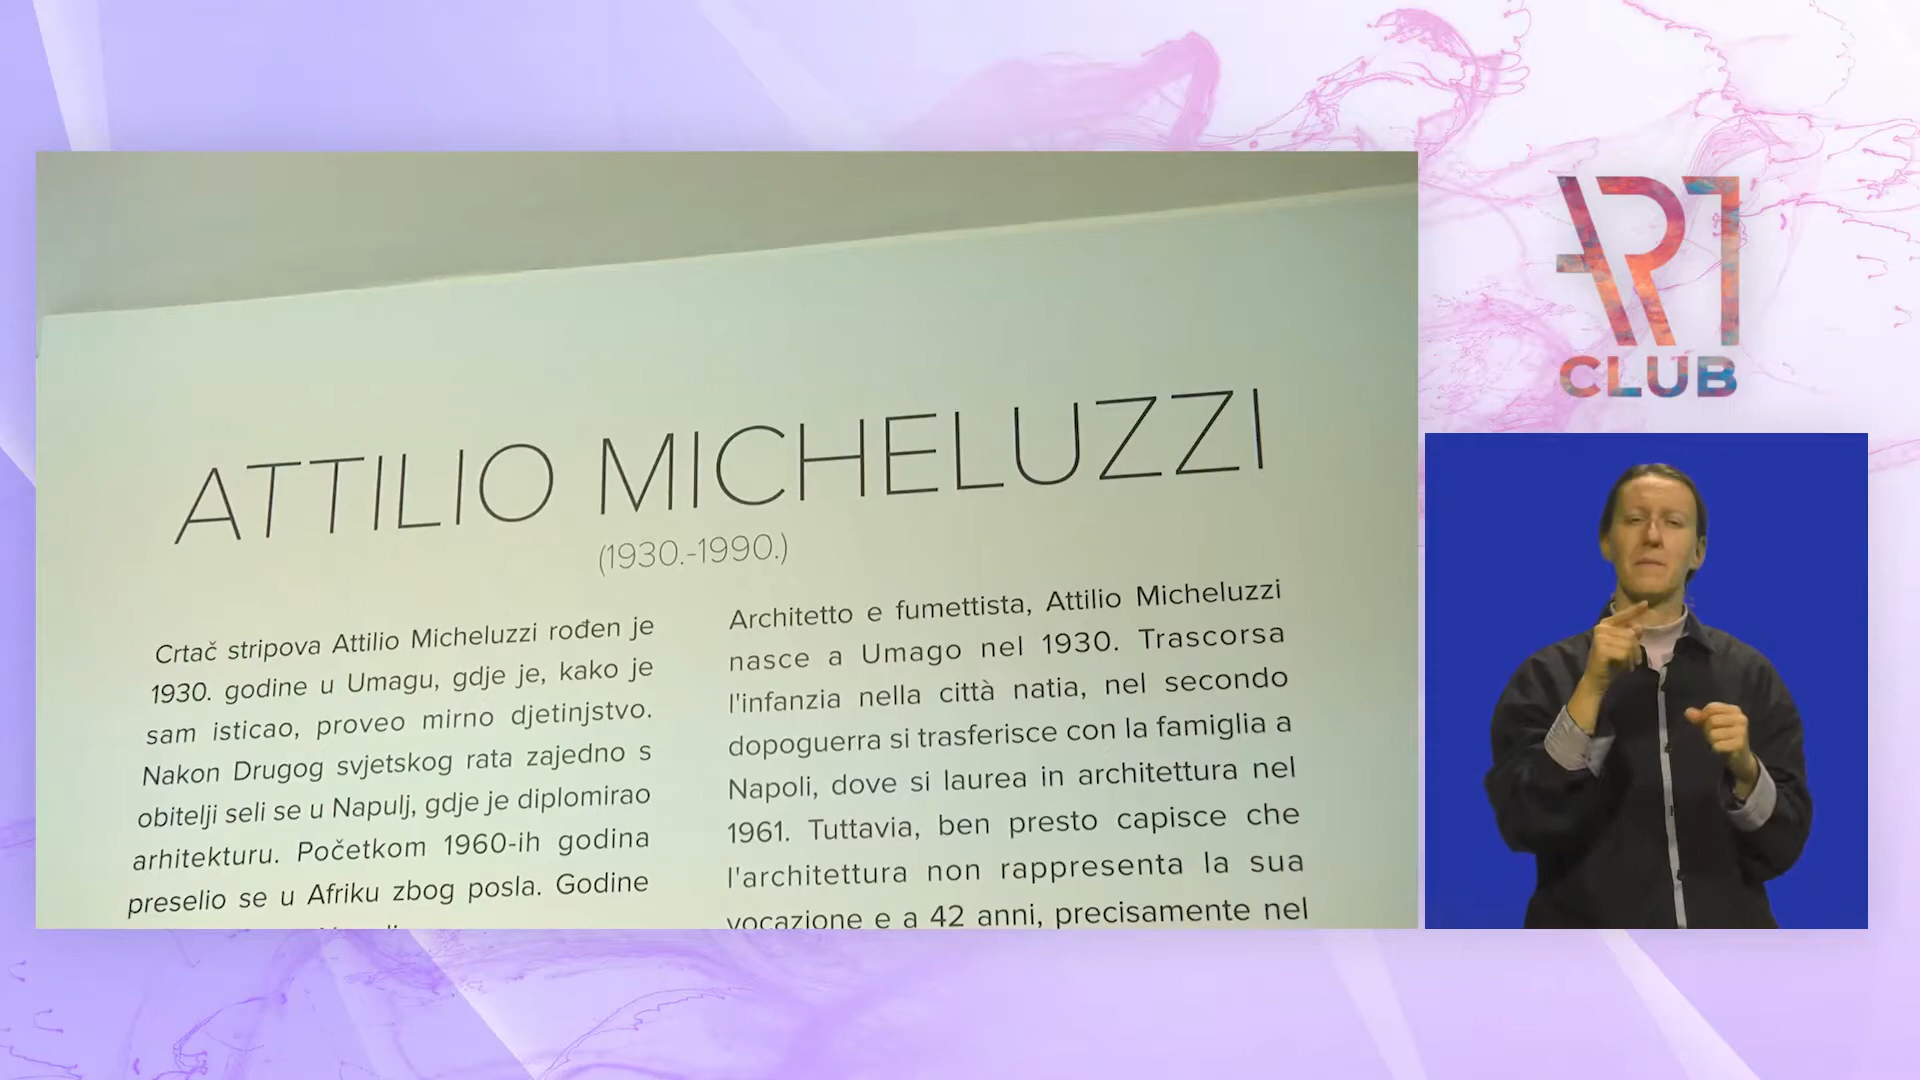 ATTILIO MICHELUZZI
(1930.-1990.)
Crtač stripova Attilio Micheluzzi rođen je
1930. godine u Umagu, gdje je, kako je
sam isticao, proveo mirno djetinjstvo.
Nakon Drugog svjetskog rata zajedno s
obitelji seli se u Napulj, gdje je diplomirao
arhitekturu. Početkom 1960-ih godina
preselio se u Afriku zbog posla. Godine
Architetto e fumettista, Attilio Micheluzzi
nasce a Umago nel 1930. Trascorsa
l'infanzia nella città natia, nel secondo
dopoguerra si trasferisce con la famiglia a
Napoli, dove si laurea in architettura nel
1961. Tuttavia, ben presto capisce che
l'architettura non rappresenta la sua
vocazione e a 42 anni, precisamente nel
ART
CLUB